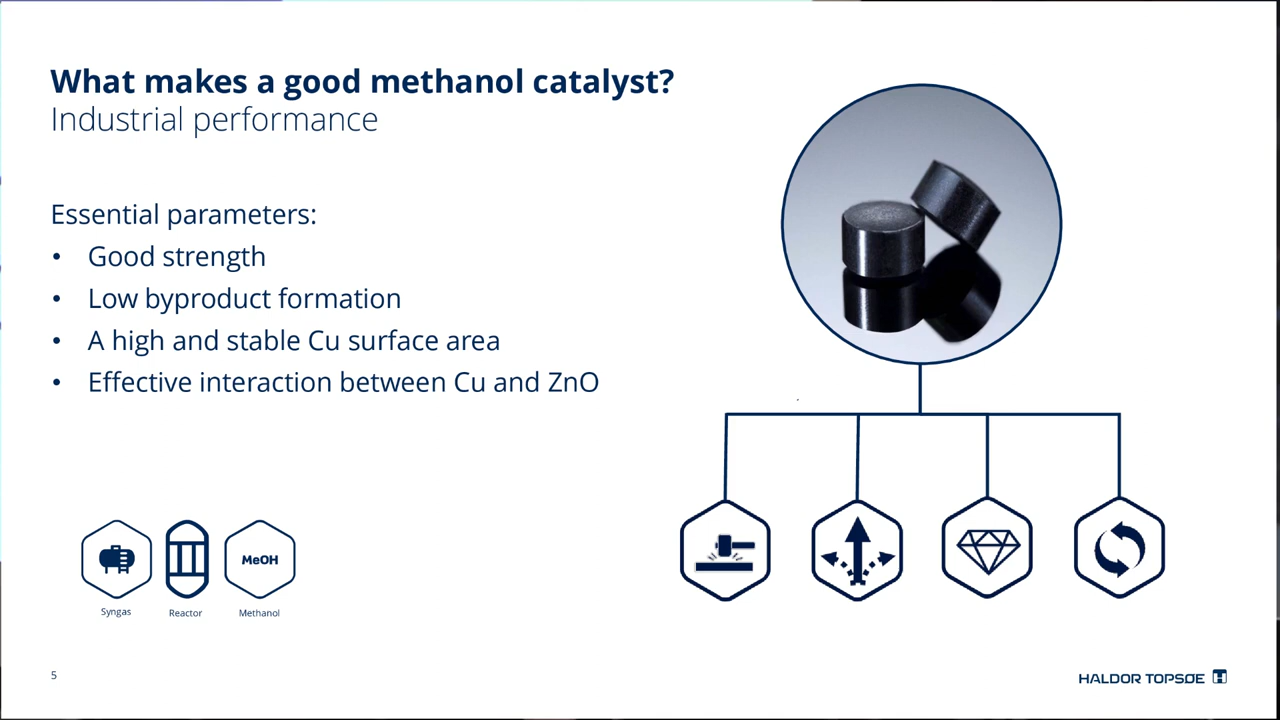 What makes a good methanol catalyst?
Industrial performance
Essential parameters:
• Good strength
• Low byproduct formation
• A high and stable Cu surface area
• Effective interaction between Cu and ZnO
MeOH
Syngas
Reactor
Methanol
5
HALDOR TOPSØE H